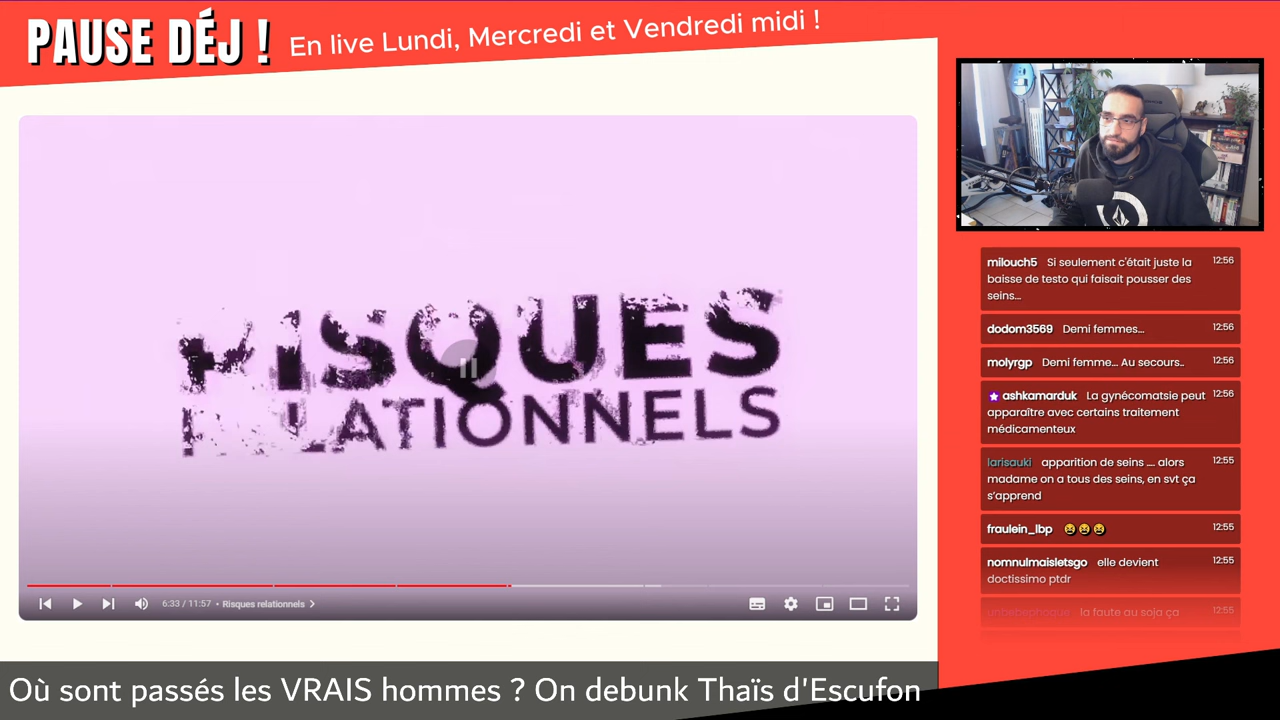 PAUSE DÉJ !
En live Lundi, Mercredi et Vendredi midi !
RISQUES
RELATIONNELS
6:33 / 11:57 • Risques relationnels >
milouch5 Si seulement c'était juste la 12:56
baisse de testo qui faisait pousser des
seins...
dodom3569 Demi femmes... 12:56
molyrgp Demi femme... Au secours.. 12:56
ashkamarduk La gynécomatsie peut 12:56
apparaître avec certains traitement
médicamenteux
larisauki apparition de seins .... alors 12:55
madame on a tous des seins, en svt ça
s'apprend
fraulein_lbp 12:55
nomnulmaisletsgo elle devient 12:55
doctissimo ptdr
la faute au soja ça 12:55
Où sont passés les VRAIS hommes ? On debunk Thaïs d'Escufon